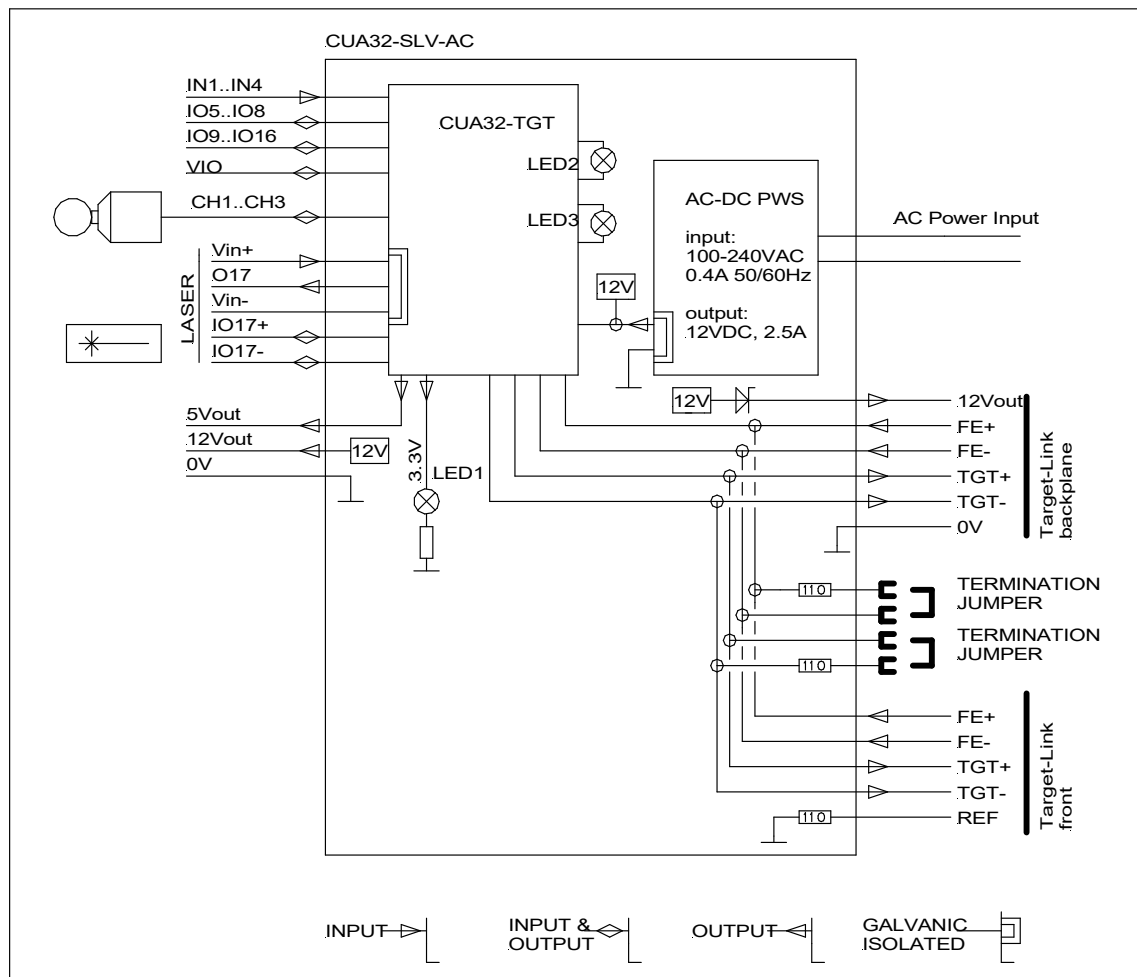 CUA32-SLV-AC
IN1..IN4
IO5..IO8
IO9..IO16
VIO
CH1..CH3
LASER
Vin+
O17
Vin-
IO17+
IO17-
5Vout
12Vout
0V
12V
CUA32-TGT
LED2
LED3
3.3V
LED1
12V
AC-DC PWS
input:
100-240VAC
0.4A 50/60Hz
output:
12VDC, 2.5A
AC Power Input
12V
12Vout
FE+
FE-
TGT+
TGT-
0V
Target-Link
backplane
110
TERMINATION
JUMPER
TERMINATION
JUMPER
110
FE+
FE-
TGT+
TGT-
110
REF
Target-Link
front
INPUT
INPUT &
OUTPUT
OUTPUT
GALVANIC
ISOLATED